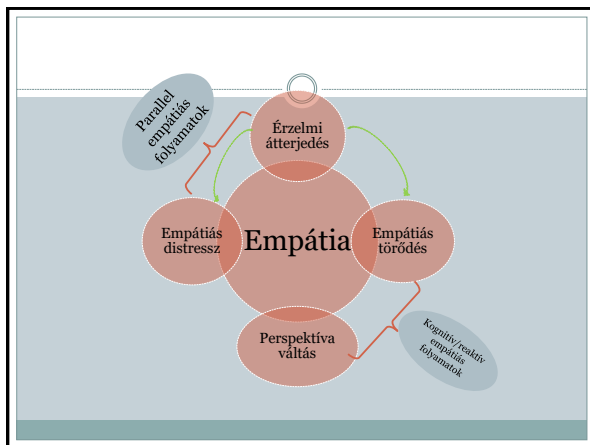 Parallel
empátiás
folyamatok
Érzelmi
átterjedés
Empátiás
distressz
Empátia
Empátiás
törődés
Perspektíva
váltás
Kognitív/reaktív
empátiás
folyamatok